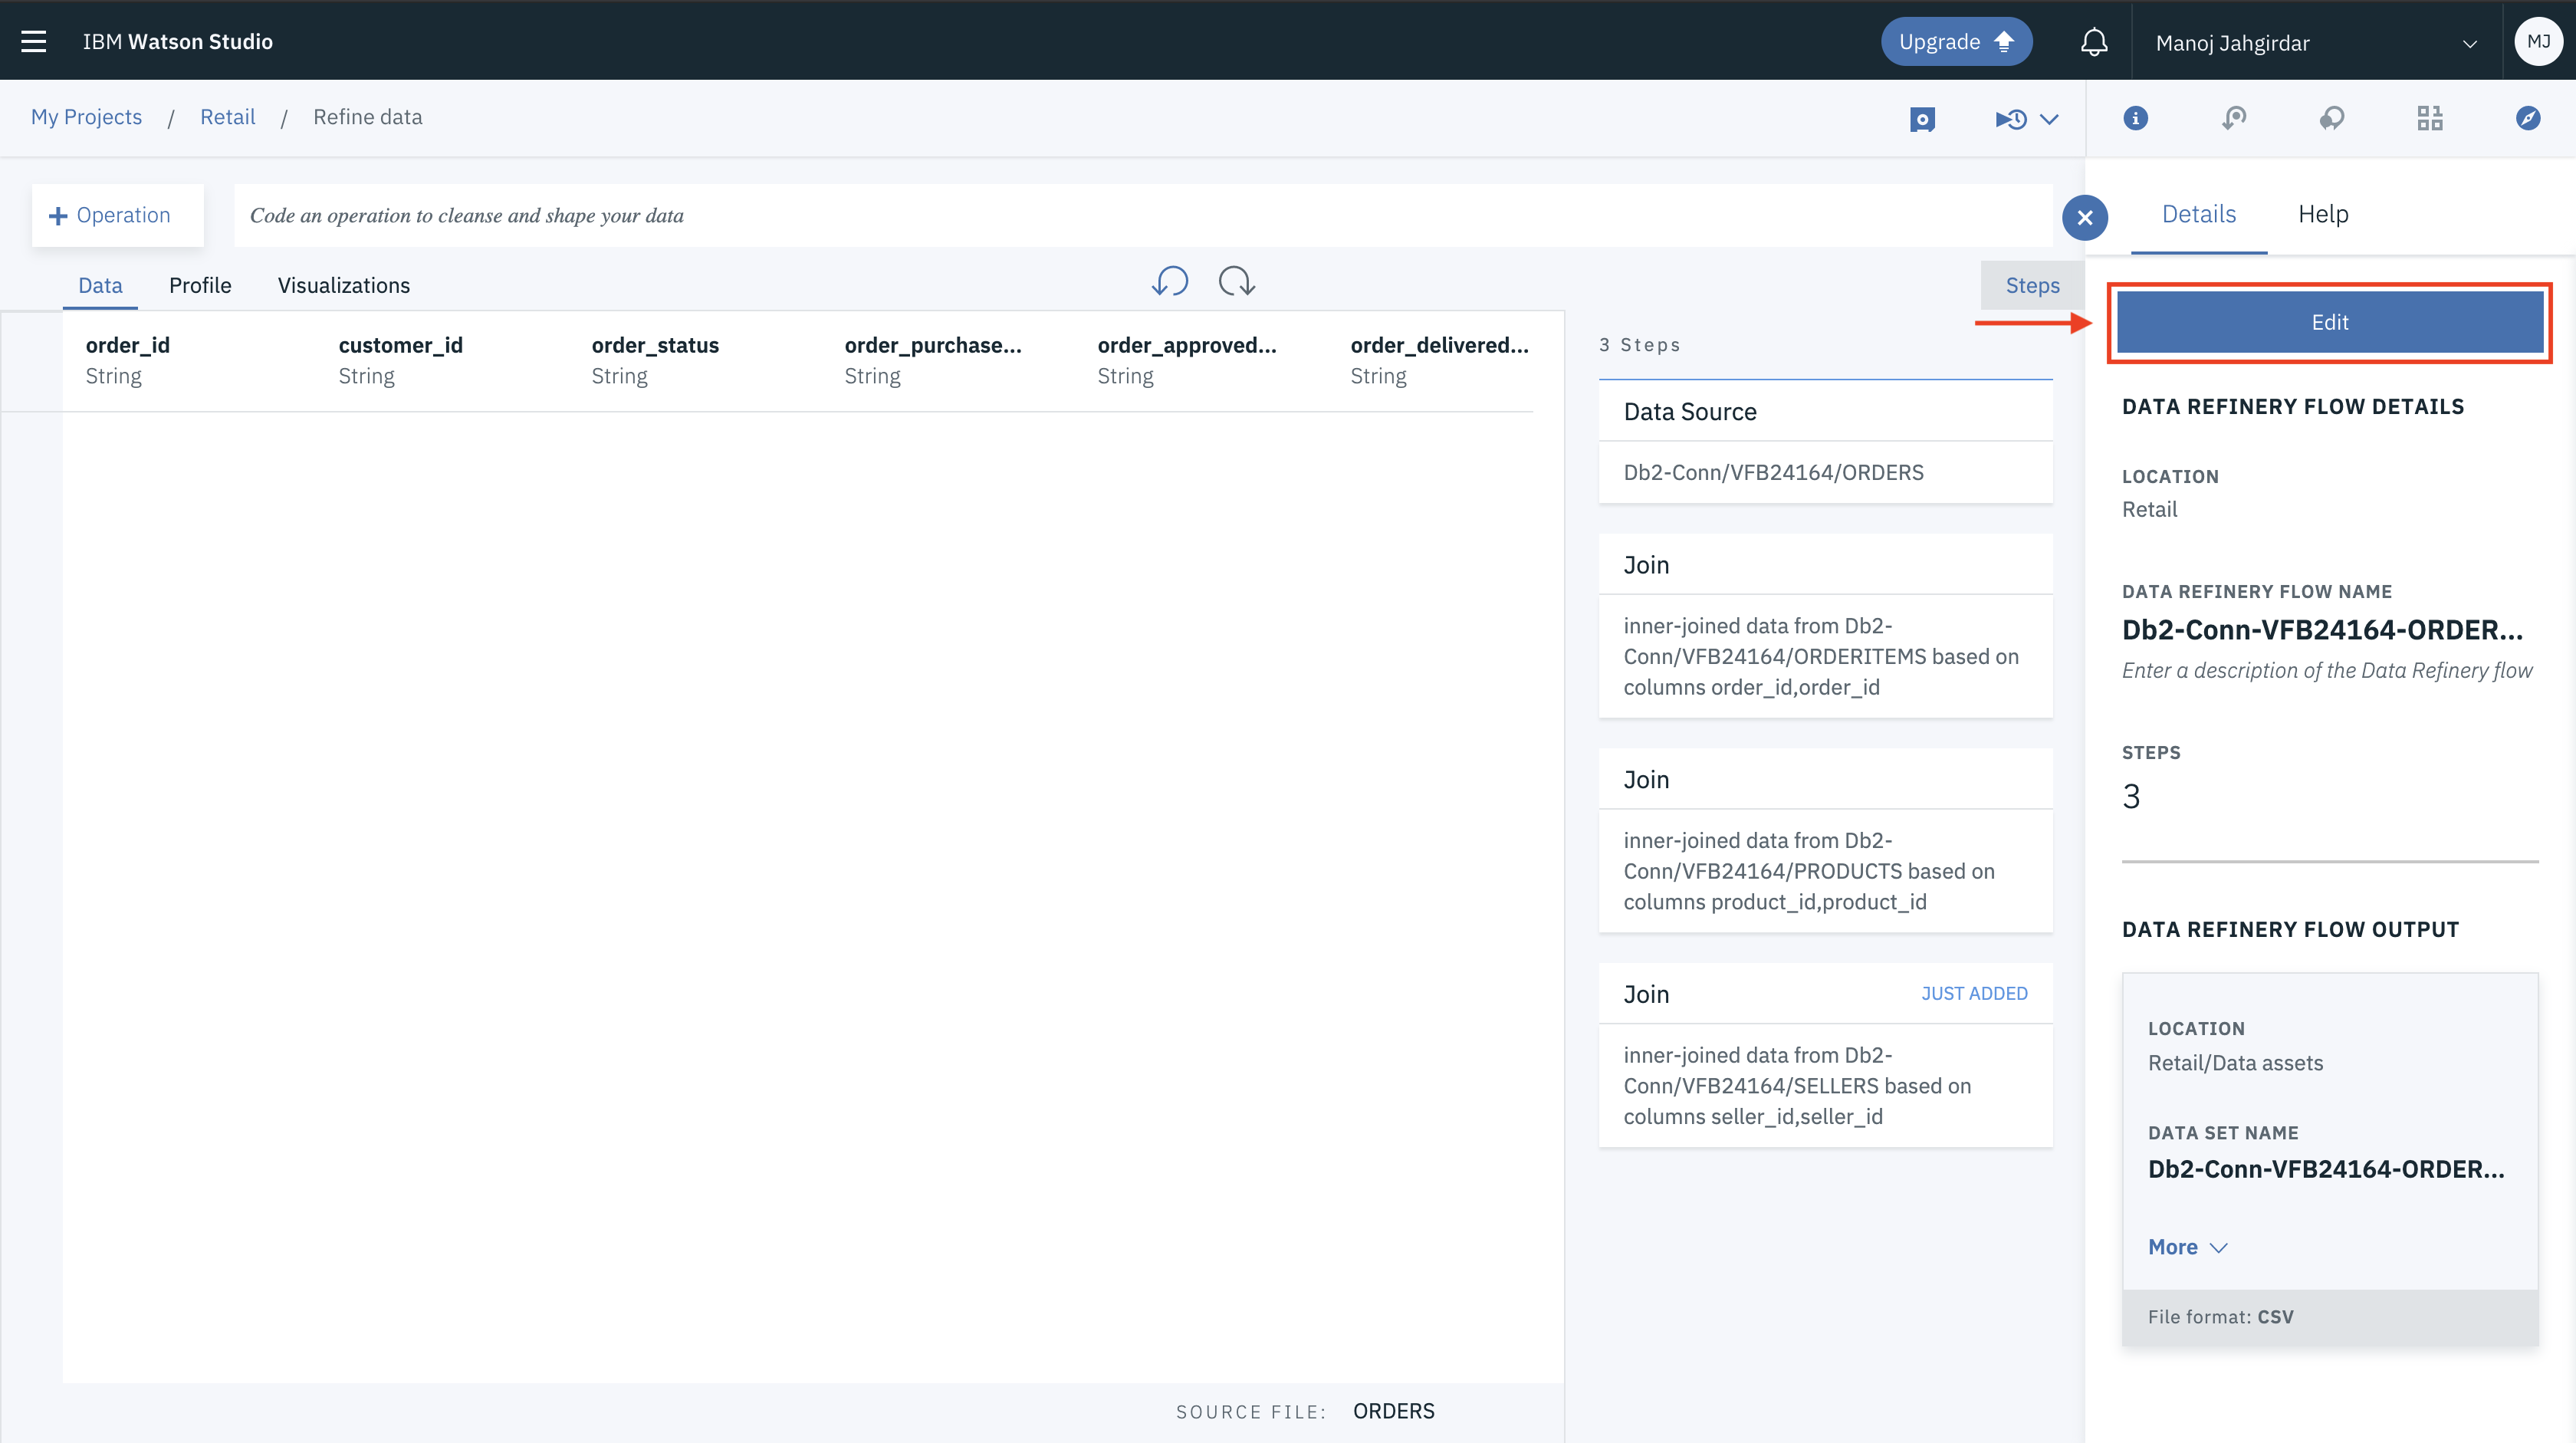 IBM Watson Studio
Upgrade
Manoj Jahgirdar
MJ
My Projects / Retail / Refine data
+ Operation
Code an operation to cleanse and shape your data
Data
Profile
Visualizations
Steps
order_id
String
customer_id
String
order_status
String
order_purchase...
String
order_approved...
String
order_delivered...
String
SOURCE FILE: ORDERS
3 Steps
Data Source
Db2-Conn/VFB24164/ORDERS
Join
inner-joined data from Db2-
Conn/VFB24164/ORDERITEMS based on
columns order_id,order_id
Join
inner-joined data from Db2-
Conn/VFB24164/PRODUCTS based on
columns product_id,product_id
Join
JUST ADDED
inner-joined data from Db2-
Conn/VFB24164/SELLERS based on
columns seller_id,seller_id
Details
Help
Edit
DATA REFINERY FLOW DETAILS
LOCATION
Retail
DATA REFINERY FLOW NAME
Db2-Conn-VFB24164-ORDER...
Enter a description of the Data Refinery flow
STEPS
3
DATA REFINERY FLOW OUTPUT
LOCATION
Retail/Data assets
DATA SET NAME
Db2-Conn-VFB24164-ORDER...
More
File format: CSV